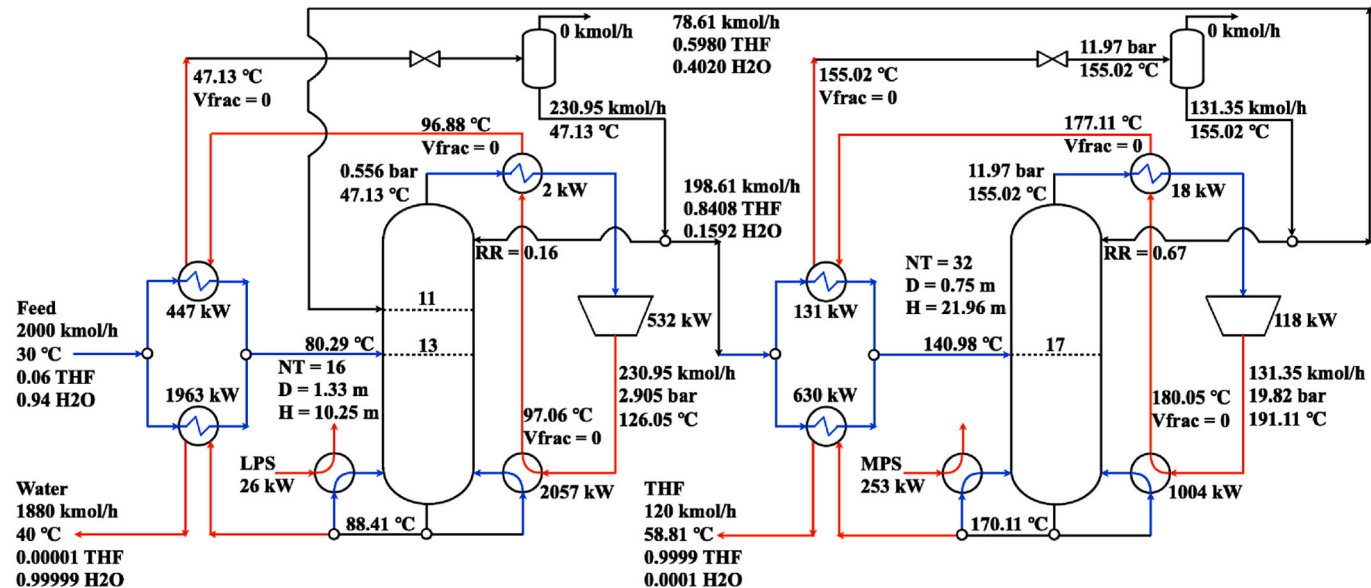 0 kmol/h
78.61 kmol/h
0.5980 THF
0.4020 H2O
47.13 ℃
Vfrac = 0
230.95 kmol/h
47.13 ℃
96.88 ℃
Vfrac = 0
0.556 bar
47.13 ℃
2 kW
198.61 kmol/h
0.8408 THF
0.1592 H2O
RR = 0.16
447 kW
11
532 kW
Feed
2000 kmol/h
30 ℃
0.06 THF
0.94 H2O
80.29 ℃
13
NT = 16
D = 1.33 m
H = 10.25 m
1963 kW
230.95 kmol/h
2.905 bar
126.05 ℃
97.06 ℃
Vfrac = 0
LPS
26 kW
2057 kW
88.41 ℃
Water
1880 kmol/h
40 ℃
0.00001 THF
0.99999 H2O
0 kmol/h
11.97 bar
155.02 ℃
155.02 ℃
Vfrac = 0
131.35 kmol/h
155.02 ℃
177.11 ℃
Vfrac = 0
11.97 bar
155.02 ℃
18 kW
RR = 0.67
NT = 32
D = 0.75 m
H = 21.96 m
131 kW
118 kW
140.98 ℃
17
630 kW
131.35 kmol/h
19.82 bar
191.11 ℃
180.05 ℃
Vfrac = 0
MPS
253 kW
1004 kW
170.11 ℃
THF
120 kmol/h
58.81 ℃
0.9999 THF
0.0001 H2O